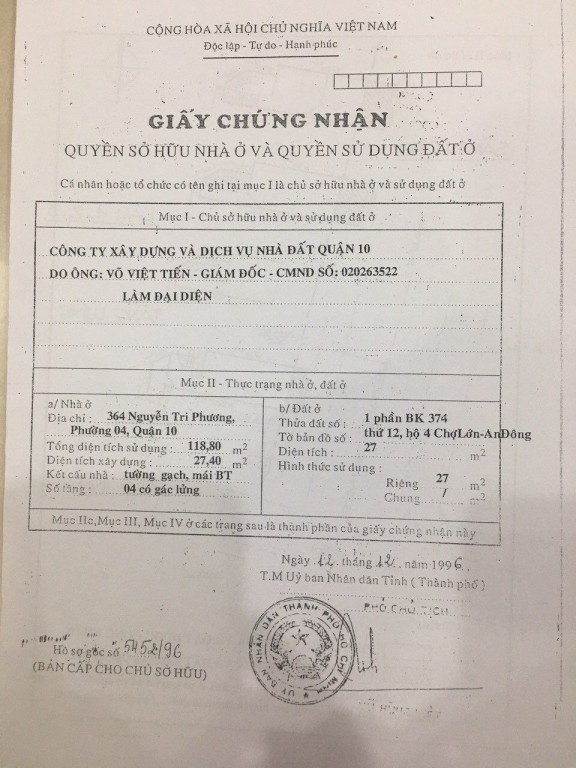 CỘNG HÒA XÃ HỘI CHỦ NGHĨA VIỆT NAM
Độc lập - Tự do - Hạnh phúc
GIẤY CHỨNG NHẬN
QUYỀN SỞ HỮU NHÀ Ở VÀ QUYỀN SỬ DỤNG ĐẤT Ở
Cá nhân hoặc tổ chức có tên ghi tại mục I là chủ sở hữu nhà ở và sử dụng đất ở
Mục I - Chủ sở hữu nhà ở và sử dụng đất ở
CÔNG TY XÂY DỰNG VÀ DỊCH VỤ NHÀ ĐẤT QUẬN 10
DO ÔNG: VÕ VIỆT TIẾN - GIÁM ĐỐC - CMND SỐ: 020263522
LÀM ĐẠI DIỆN
Mục II - Thực trạng nhà ở, đất ở
a/ Nhà ở
Địa chỉ : 364 Nguyễn Tri Phương,
Phường 04, Quận 10
Tổng diện tích sử dụng : 118,80 m2
Diện tích xây dựng : 27,40 m2
Kết cấu nhà : tường gạch, mái BT
Số tầng : 04 có gác lửng
b/ Đất ở
Thửa đất số : 1 phần BK 374
Tờ bản đồ số : thứ 12, hộ 4 ChợLớn-AnĐông
Diện tích : 27 m2
Hình thức sử dụng :
Riêng 27 m2
Chung / m2
Mục IIc, Mục III, Mục IV ở các trang sau là thành phần của giấy chứng nhận này
Ngày 12 tháng 12 năm 1996
T.M Uỷ ban Nhân dân Tỉnh ( Thành phố )
PHÓ CHỦ TỊCH
ỦY BAN NHÂN DÂN THÀNH PHỐ HỒ CHÍ MINH
Hồ sơ gốc số 5452/96
(BẢN CẤP CHO CHỦ SỞ HỮU)